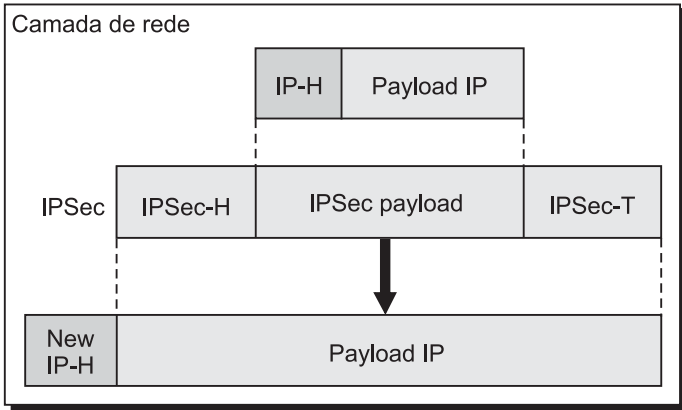 Camada de rede
IP-H
Payload IP
IPSec
IPSec-H
IPSec payload
IPSec-T
New
IP-H
Payload IP